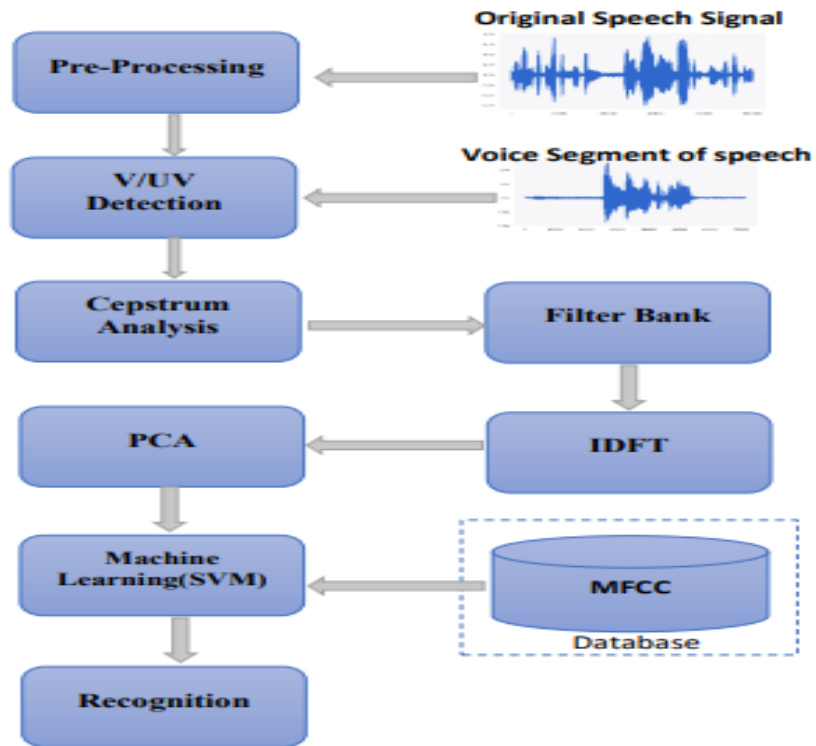 Original Speech Signal
Pre-Processing
Voice Segment of speech
V/UV
Detection
Cepstrum
Analysis
Filter Bank
PCA
IDFT
Machine
Learning(SVM)
MFCC
Database
Recognition